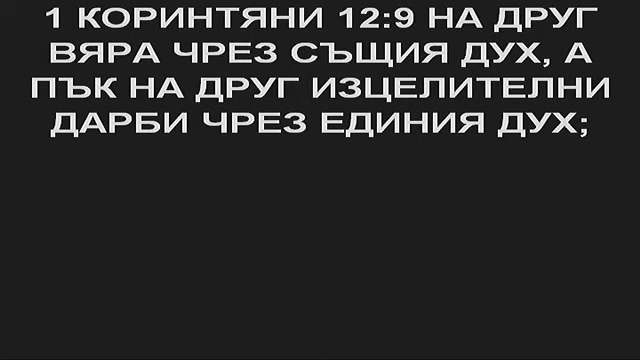 1 КОРИНТЯНИ 12:9 НА ДРУГ
ВЯРА ЧРЕЗ СЪЩИЯ ДУХ, А
ПЪК НА ДРУГ ИЗЦЕЛИТЕЛНИ
ДАРБИ ЧРЕЗ ЕДИНИЯ ДУХ;